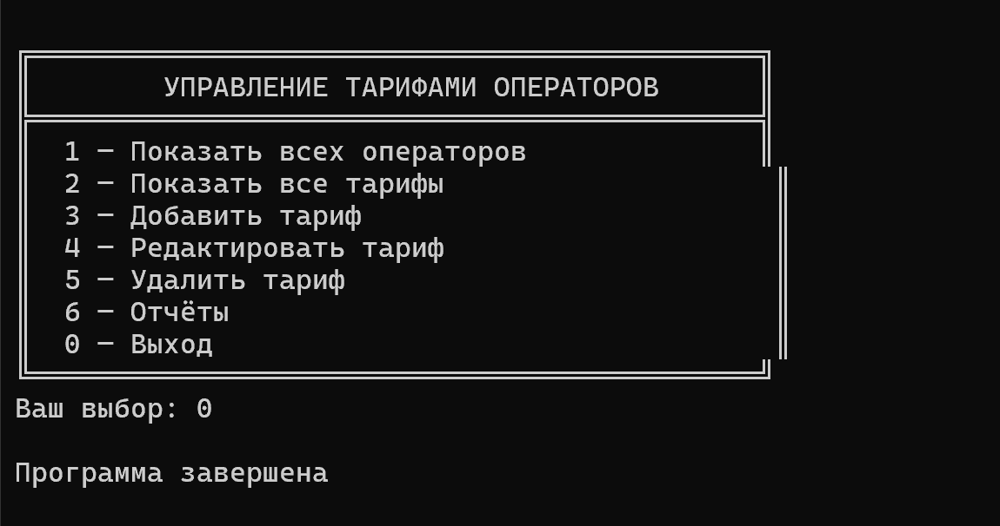 УПРАВЛЕНИЕ ТАРИФАМИ ОПЕРАТОРОВ
1 — Показать всех операторов
2 — Показать все тарифы
3 — Добавить тариф
4 — Редактировать тариф
5 — Удалить тариф
6 — Отчёты
0 — Выход
Ваш выбор: 0
Программа завершена